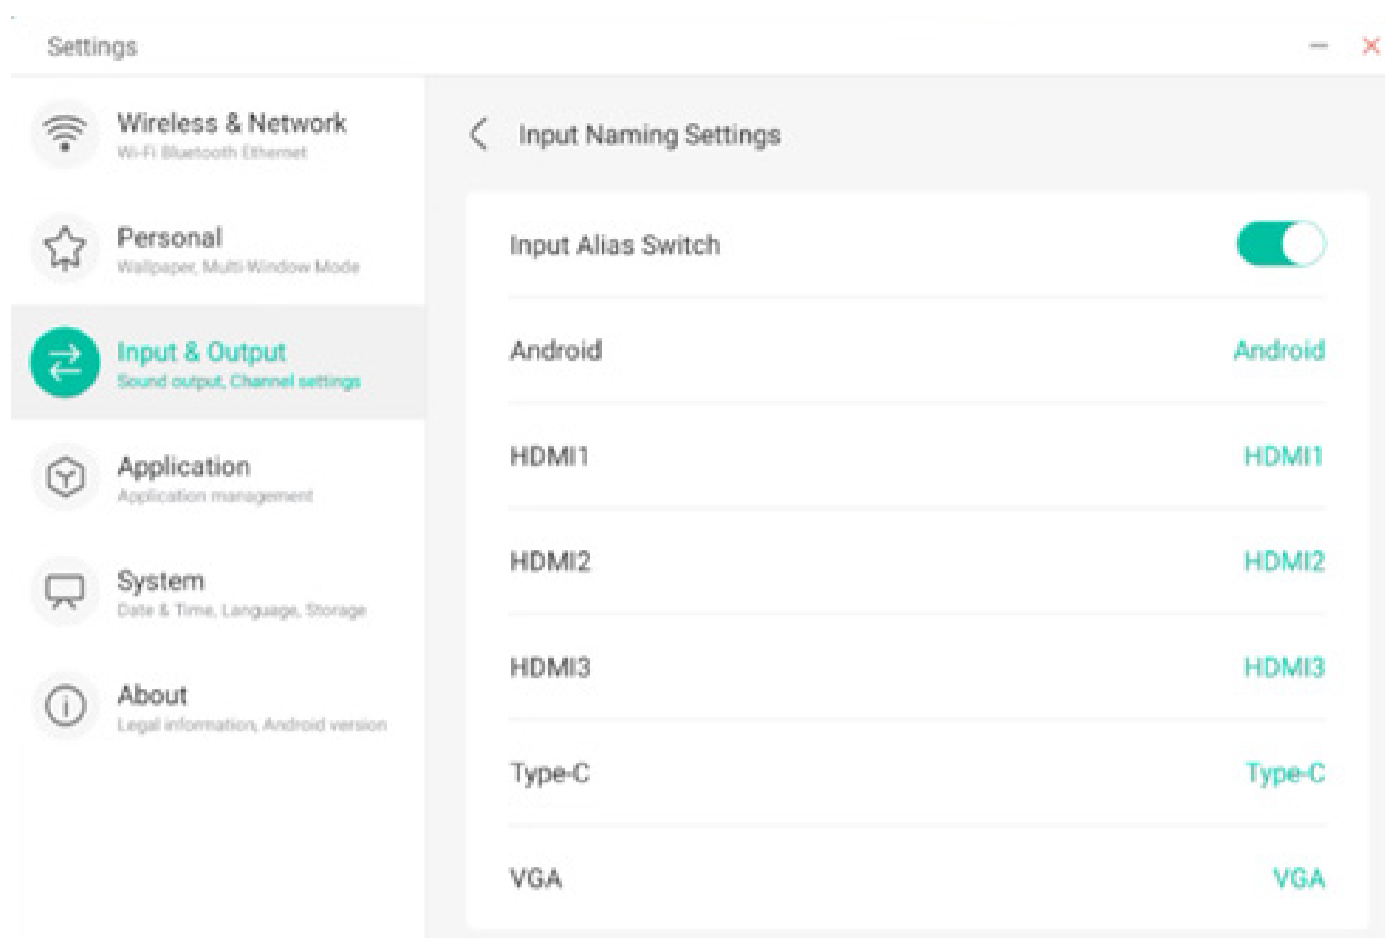 Settings
Wireless & Network
Wi-Fi Bluetooth Ethernet
Personal
Wallpaper, Multi-Window Mode
Input & Output
Sound output, Channel settings
Application
Application management
System
Date & Time, Language, Storage
About
Legal information, Android version
Input Naming Settings
Input Alias Switch
Android Android
HDMI1 HDMI1
HDMI2 HDMI2
HDMI3 HDMI3
Type-C Type-C
VGA VGA